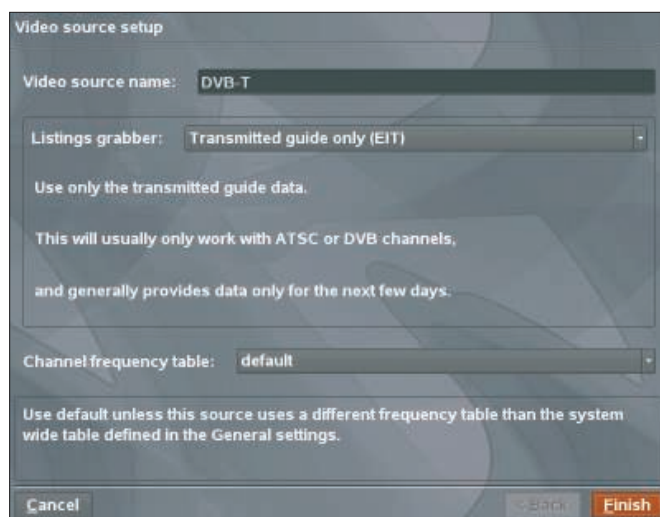 Video source setup
Video source name: DVB-T
Listings grabber: Transmitted guide only (EIT)
Use only the transmitted guide data.
This will usually only work with ATSC or DVB channels,
and generally provides data only for the next few days.
Channel frequency table: default
Use default unless this source uses a different frequency table than the system
wide table defined in the General settings.
Cancel < Back Finish